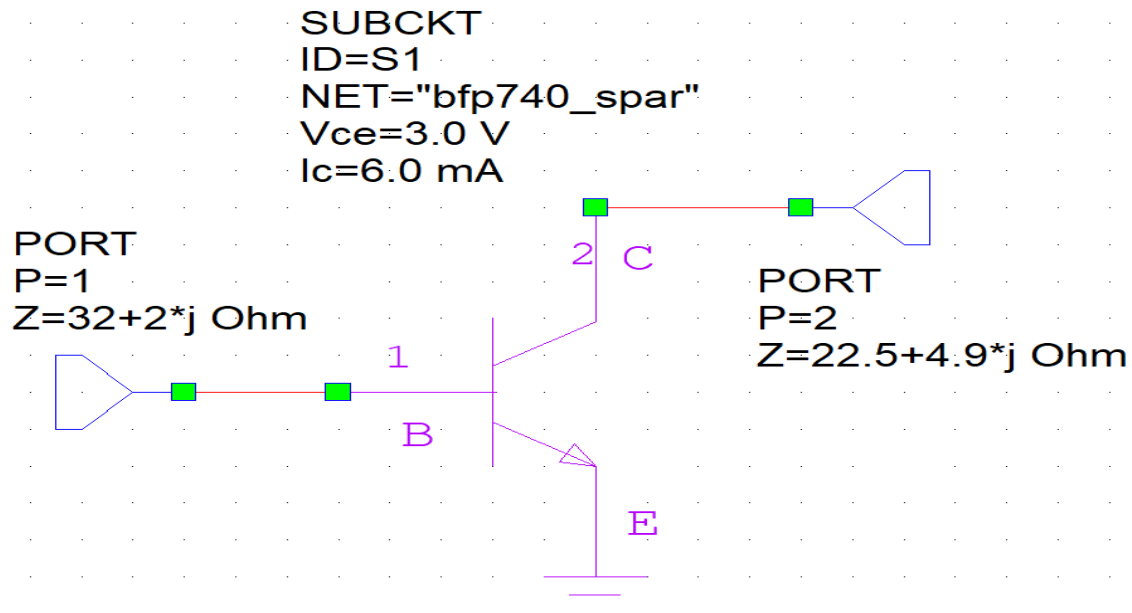 SUBCKT
ID=S1
NET="bfp740_spar"
Vce=3.0 V
Ic=6.0 mA
PORT
P=1
Z=32+2*j Ohm
2 C
PORT
P=2
Z=22.5+4.9*j Ohm
1
B
E